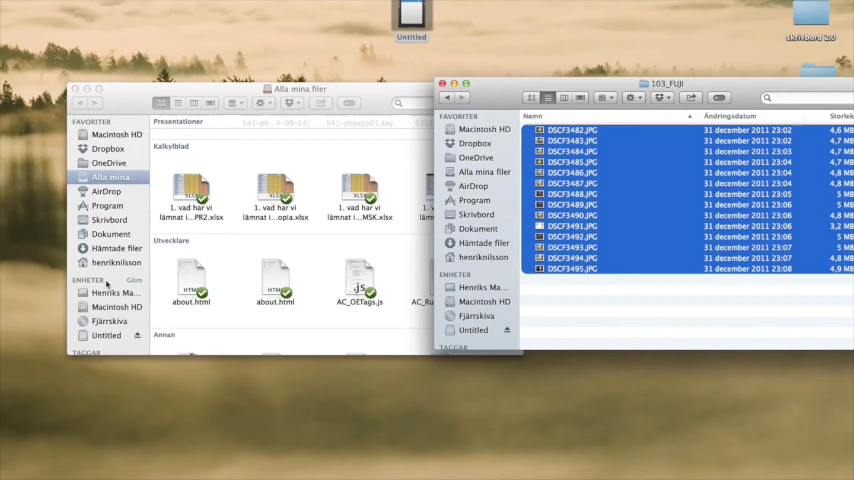 Untitled
skrivbord 2.0
Alla mina filer
FAVORITER
Macintosh HD
Dropbox
OneDrive
Alla mina...
AirDrop
Program
Skrivbord
Dokument
Hämtade filer
henriknilsson
ENHETER
Göm
Henriks Ma...
Macintosh HD
Fjärrskiva
Untitled
TAGGAR
Presentationer
Kalkylblad
1. vad har vi
lämnat i...PR2.xlsx
1. vad har vi
lämnat i...opia.xlsx
1. vad har vi
lämnat i...MSK.xlsx
Utvecklare
about.html
about.html
AC_OETags.js
AC_Ru
Annan
103_FUJI
FAVORITER
Macintosh HD
Dropbox
OneDrive
Alla mina filer
AirDrop
Program
Skrivbord
Dokument
Hämtade filer
henriknilsson
ENHETER
Henriks Ma...
Macintosh HD
Fjärrskiva
Untitled
TAGGAR
Namn Ändringsdatum Storlek
DSCF3482.JPG 31 december 2011 23:02 4,6 MB
DSCF3483.JPG 31 december 2011 23:02 4,7 MB
DSCF3484.JPG 31 december 2011 23:03 5 MB
DSCF3485.JPG 31 december 2011 23:04 5 MB
DSCF3486.JPG 31 december 2011 23:04 4,6 MB
DSCF3487.JPG 31 december 2011 23:04 4,8 MB
DSCF3488.JPG 31 december 2011 23:05 5 MB
DSCF3489.JPG 31 december 2011 23:06 5 MB
DSCF3490.JPG 31 december 2011 23:06 5 MB
DSCF3491.JPG 31 december 2011 23:06 3,2 MB
DSCF3492.JPG 31 december 2011 23:06 5 MB
DSCF3493.JPG 31 december 2011 23:07 5 MB
DSCF3494.JPG 31 december 2011 23:07 5 MB
DSCF3495.JPG 31 december 2011 23:08 4,9 MB